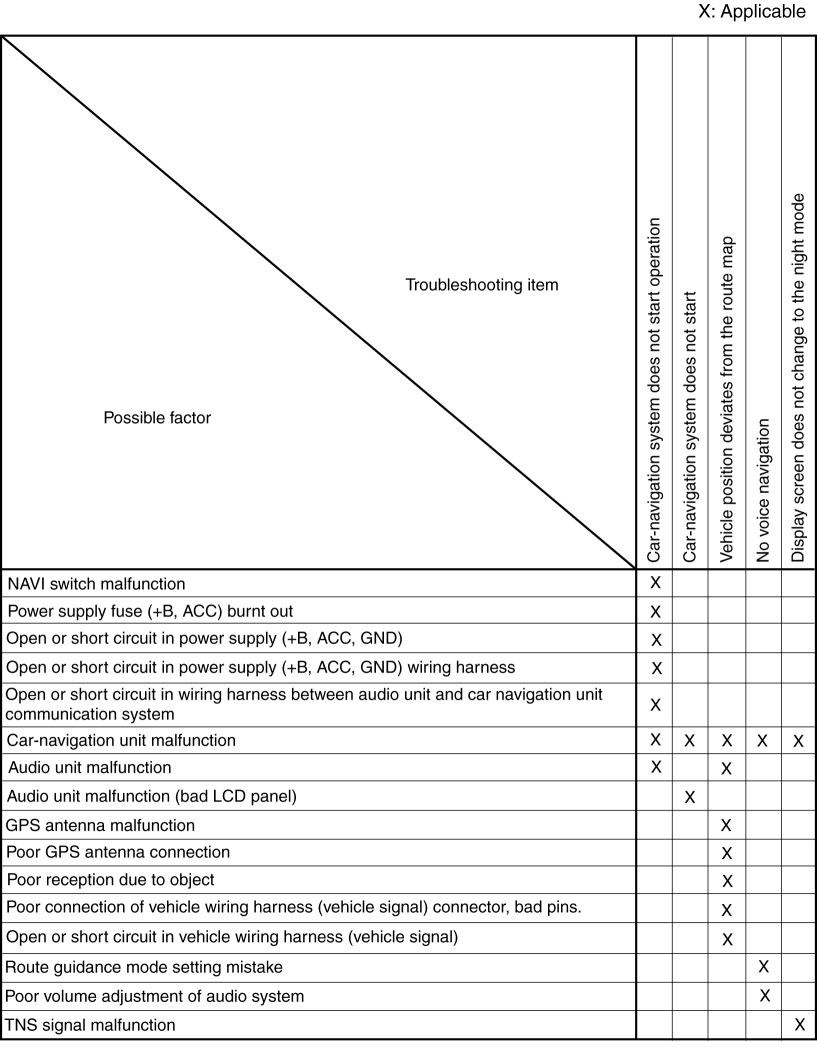 X: Applicable
Troubleshooting item
Possible factor
Car-navigation system does not start operation
Car-navigation system does not start
Vehicle position deviates from the route map
No voice navigation
Display screen does not change to the night mode
NAVI switch malfunction X
Power supply fuse (+B, ACC) burnt out X
Open or short circuit in power supply (+B, ACC, GND) X
Open or short circuit in power supply (+B, ACC, GND) wiring harness X
Open or short circuit in wiring harness between audio unit and car navigation unit
communication system X
Car-navigation unit malfunction X X X X X
Audio unit malfunction X X
Audio unit malfunction (bad LCD panel) X
GPS antenna malfunction X
Poor GPS antenna connection X
Poor reception due to object X
Poor connection of vehicle wiring harness (vehicle signal) connector, bad pins. X
Open or short circuit in vehicle wiring harness (vehicle signal) X
Route guidance mode setting mistake X
Poor volume adjustment of audio system X
TNS signal malfunction X